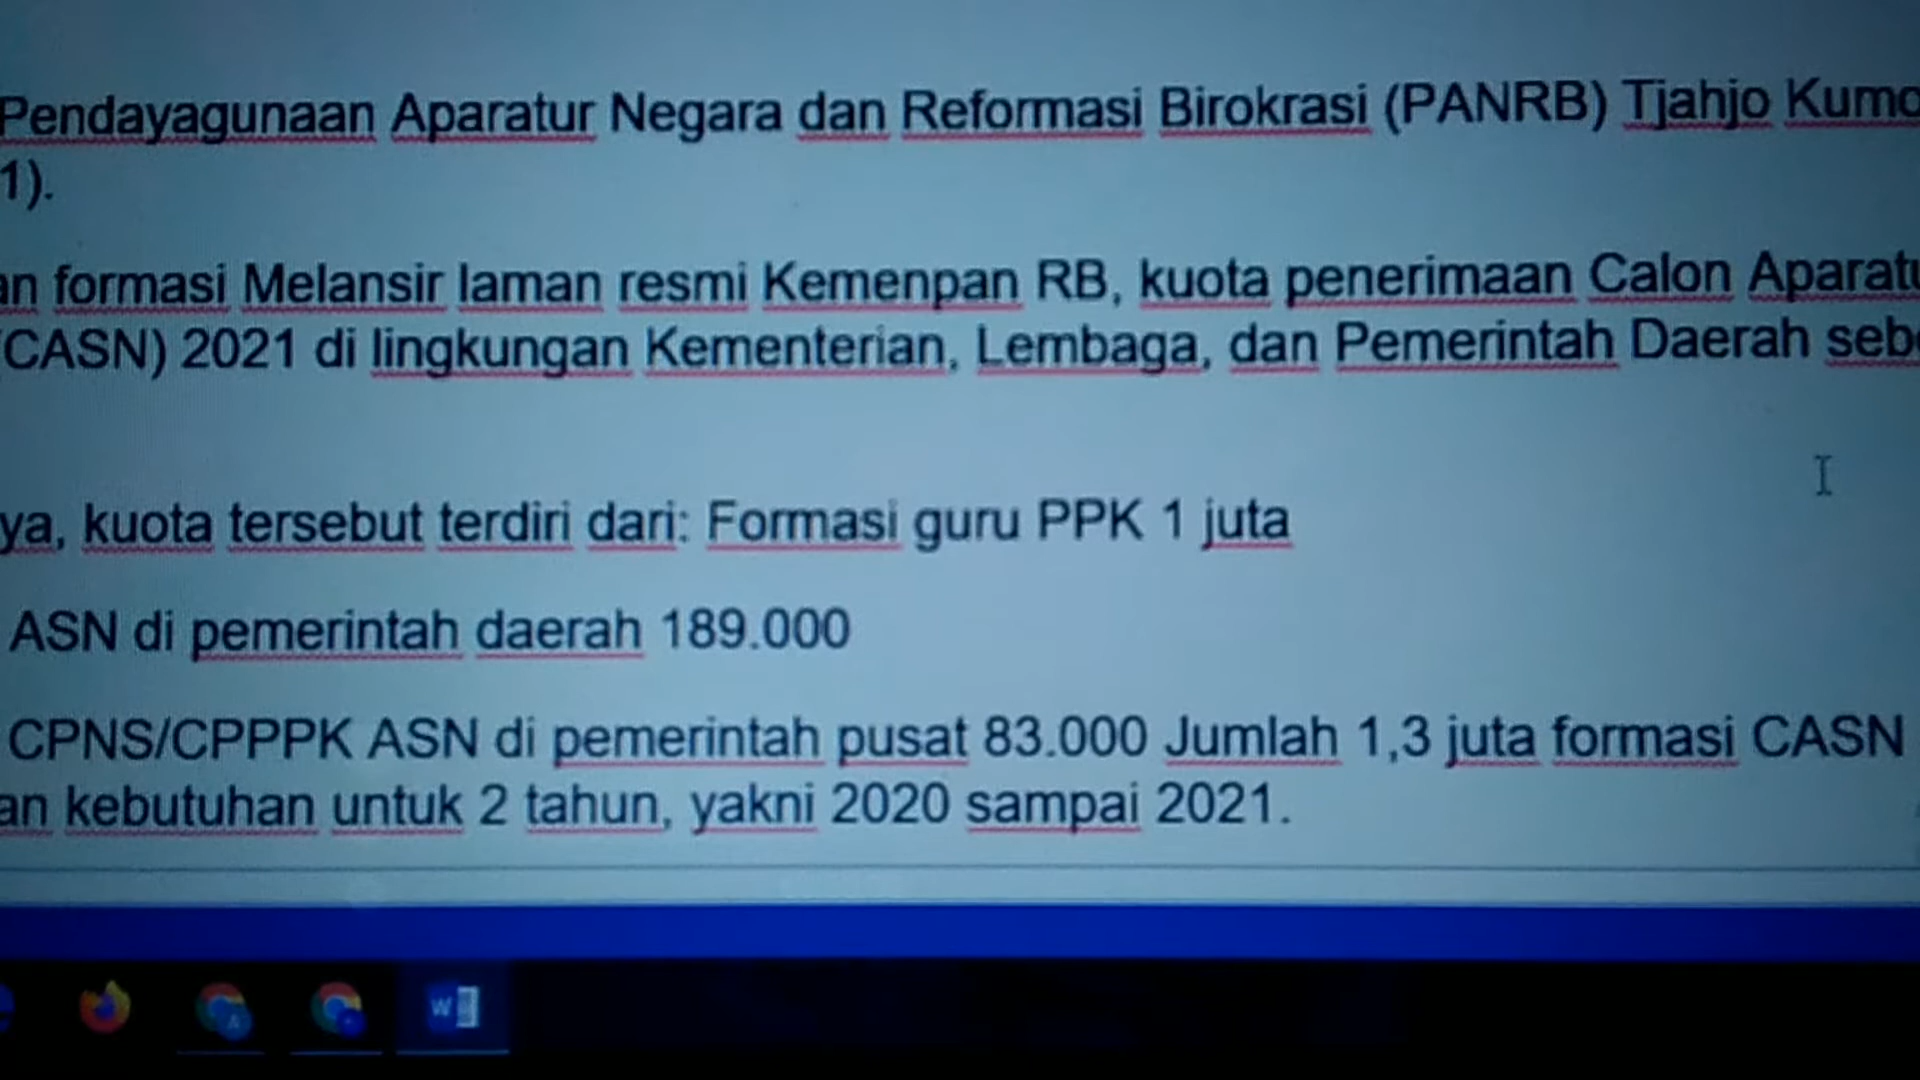 Pendayagunaan Aparatur Negara dan Reformasi Birokrasi (PANRB) Tjahjo
1).
formasi Melansir laman resmi Kemenpan RB, kuota penerimaan Calon
(CASN) 2021 di lingkungan Kementerian, Lembaga, dan Pemerintah Daerah
kuota tersebut terdiri dari: Formasi guru PPK 1 juta
ASN di pemerintah daerah 189.000
CPNS/CPPPK ASN di pemerintah pusat 83.000 Jumlah 1,3 juta formasi CASN
kebutuhan untuk 2 tahun, yakni 2020 sampai 2021.
W